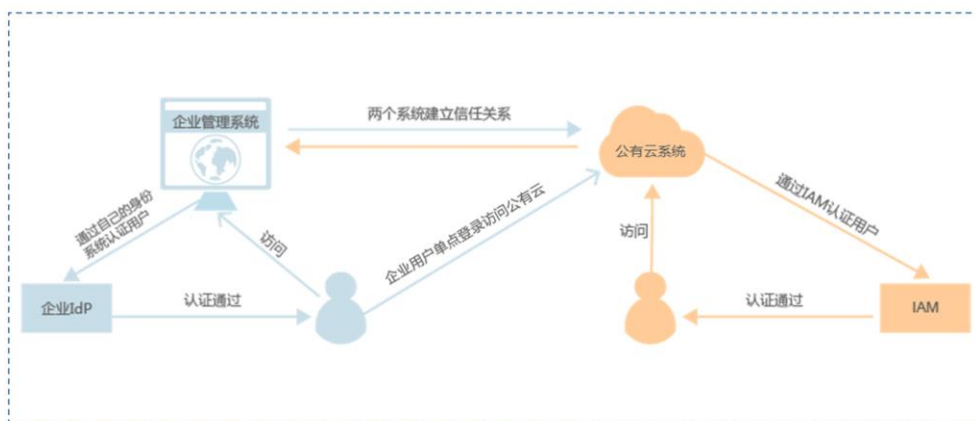 两个系统建立信任关系
企业管理系统
公有云系统
通过自己的身份
系统认证用户
访问
企业用户单点登录访问公有云
访问
通过IAM认证用户
企业IdP
认证通过
认证通过
IAM